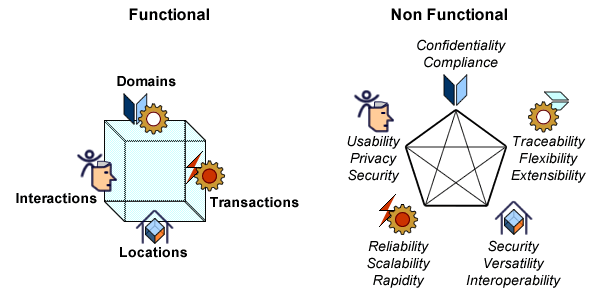 Functional
Non Functional
Domains
Interactions
Transactions
Locations
Confidentiality
Compliance
Usability
Privacy
Security
Traceability
Flexibility
Extensibility
Reliability
Scalability
Rapidity
Security
Versatility
Interoperability